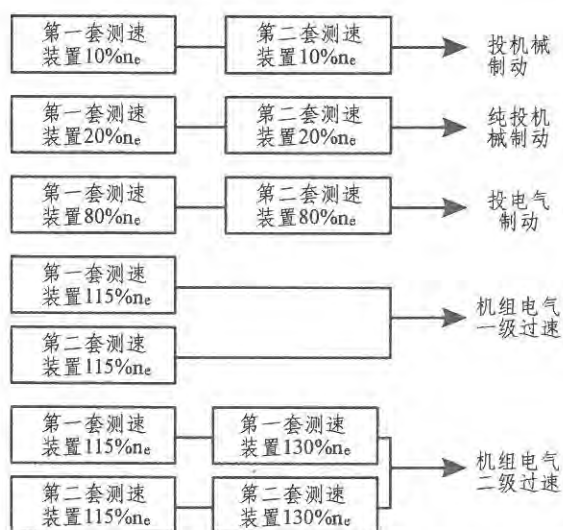 第一套测速
装置10%nₑ
第二套测速
装置10%nₑ
投机械
制动
第一套测速
装置20%nₑ
第二套测速
装置20%nₑ
纯投机
械制动
第一套测速
装置80%nₑ
第二套测速
装置80%nₑ
投电气
制动
第一套测速
装置115%nₑ
第二套测速
装置115%nₑ
机组电气
一级过速
第一套测速
装置115%nₑ
第一套测速
装置130%nₑ
第二套测速
装置115%nₑ
第二套测速
装置130%nₑ
机组电气
二级过速